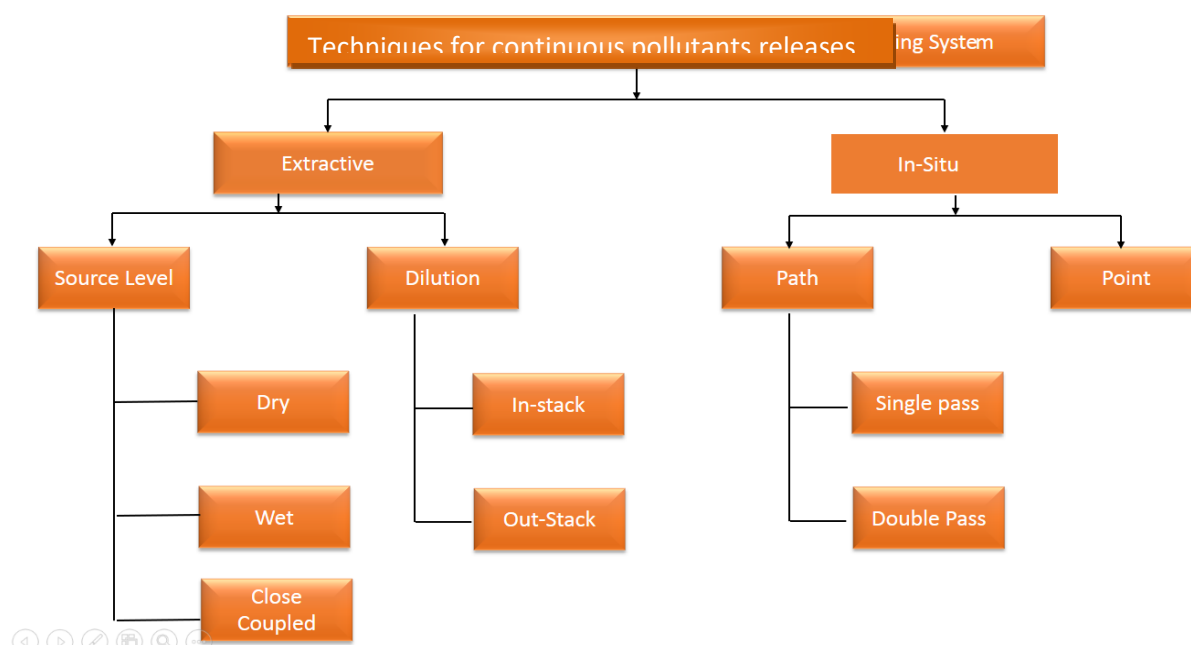 Techniques for continuous pollutants releases
ing System
Extractive
In-Situ
Source Level
Dilution
Path
Point
Dry
In-stack
Single pass
Wet
Out-Stack
Double Pass
Close
Coupled